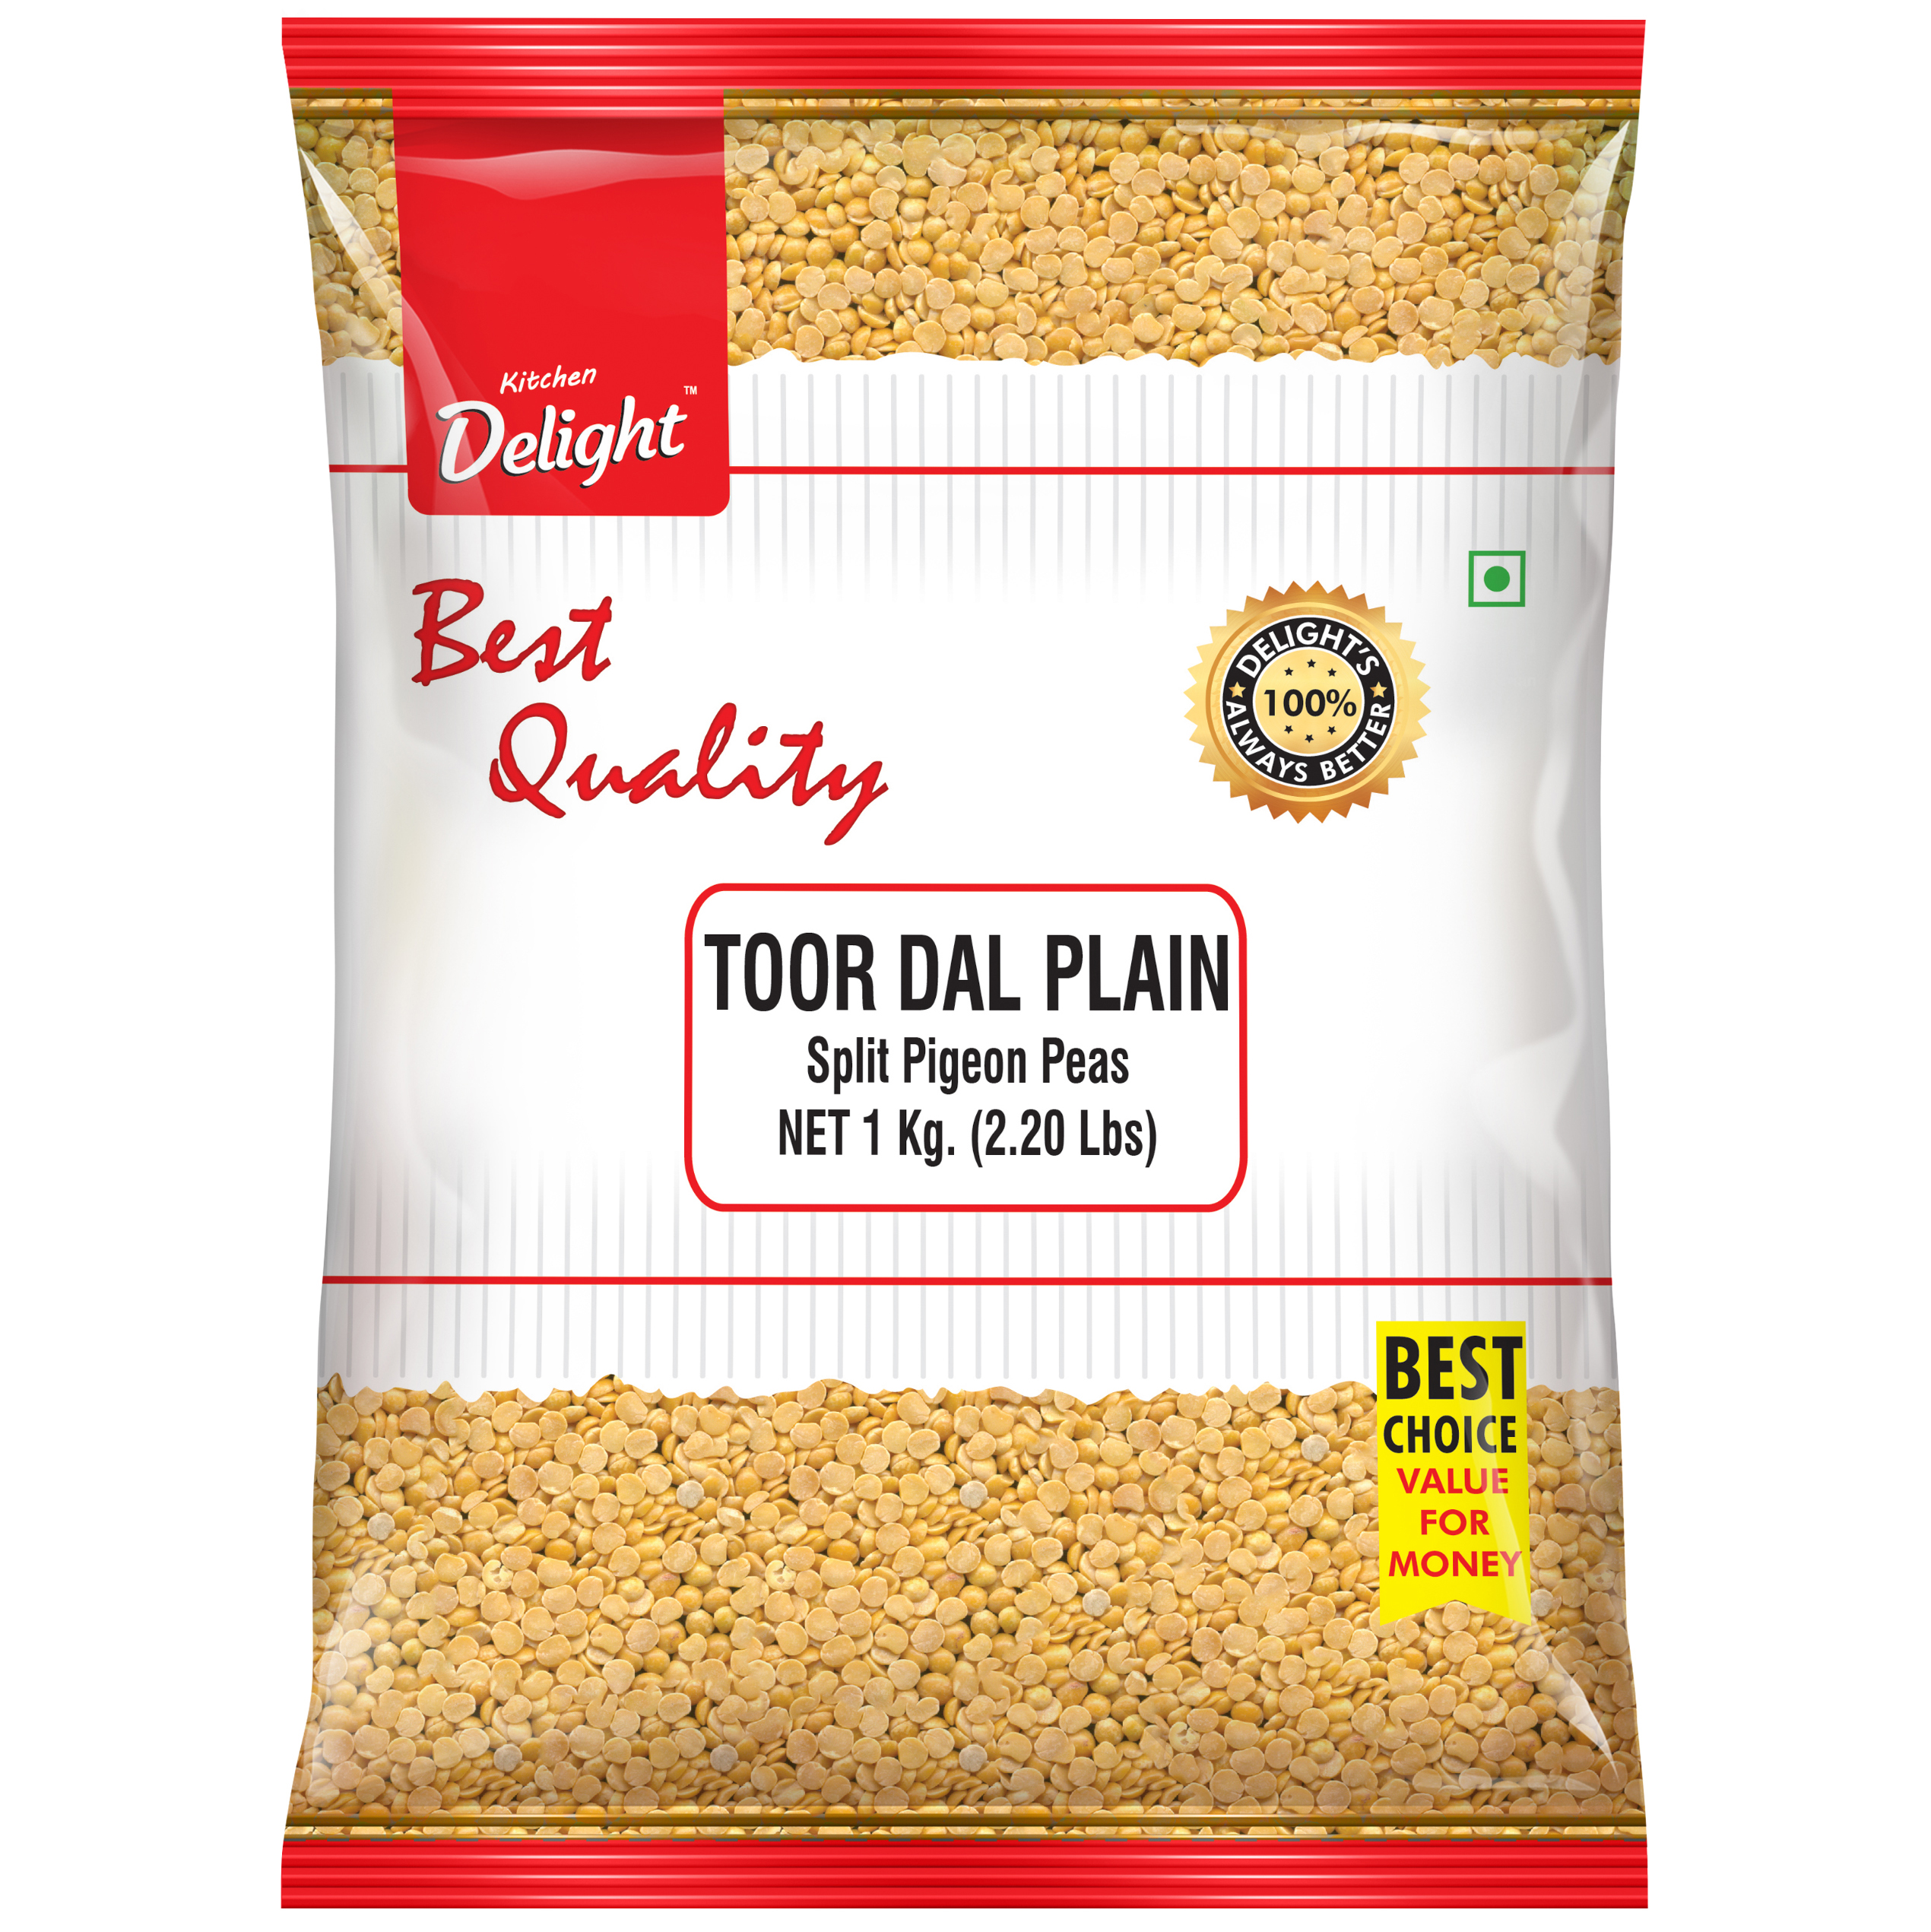 Kitchen
Delight™
Best
Quality
DELIGHT'S
100%
ALWAYS BETTER
TOOR DAL PLAIN
Split Pigeon Peas
NET 1 Kg. (2.20 Lbs)
BEST
CHOICE
VALUE
FOR
MONEY